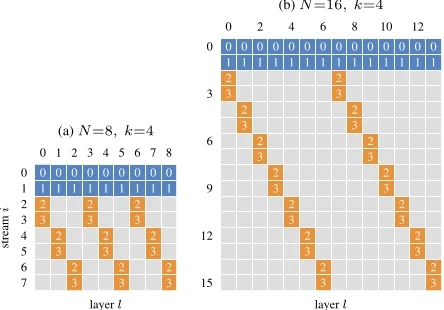 (b) N=16, k=4
0 2 4 6 8 10 12
0 0 0 0 0 0 0 0 0 0 0 0 0 0 0
1 1 1 1 1 1 1 1 1 1 1 1 1 1 1
2 2
3 3 3
2 2
3 3
6 2 2
3 3
2 2
9 3 3
2 2
3 3
12 2 2
3 3
2 2
15 3 3
layer l
(a) N=8, k=4
0 1 2 3 4 5 6 7 8
0 0 0 0 0 0 0 0 0 0
1 1 1 1 1 1 1 1 1 1
2 2 2 2
3 3 3 3
4 2 2 2
5 3 3 3
6 2 2 2
7 3 3 3
stream i
layer l